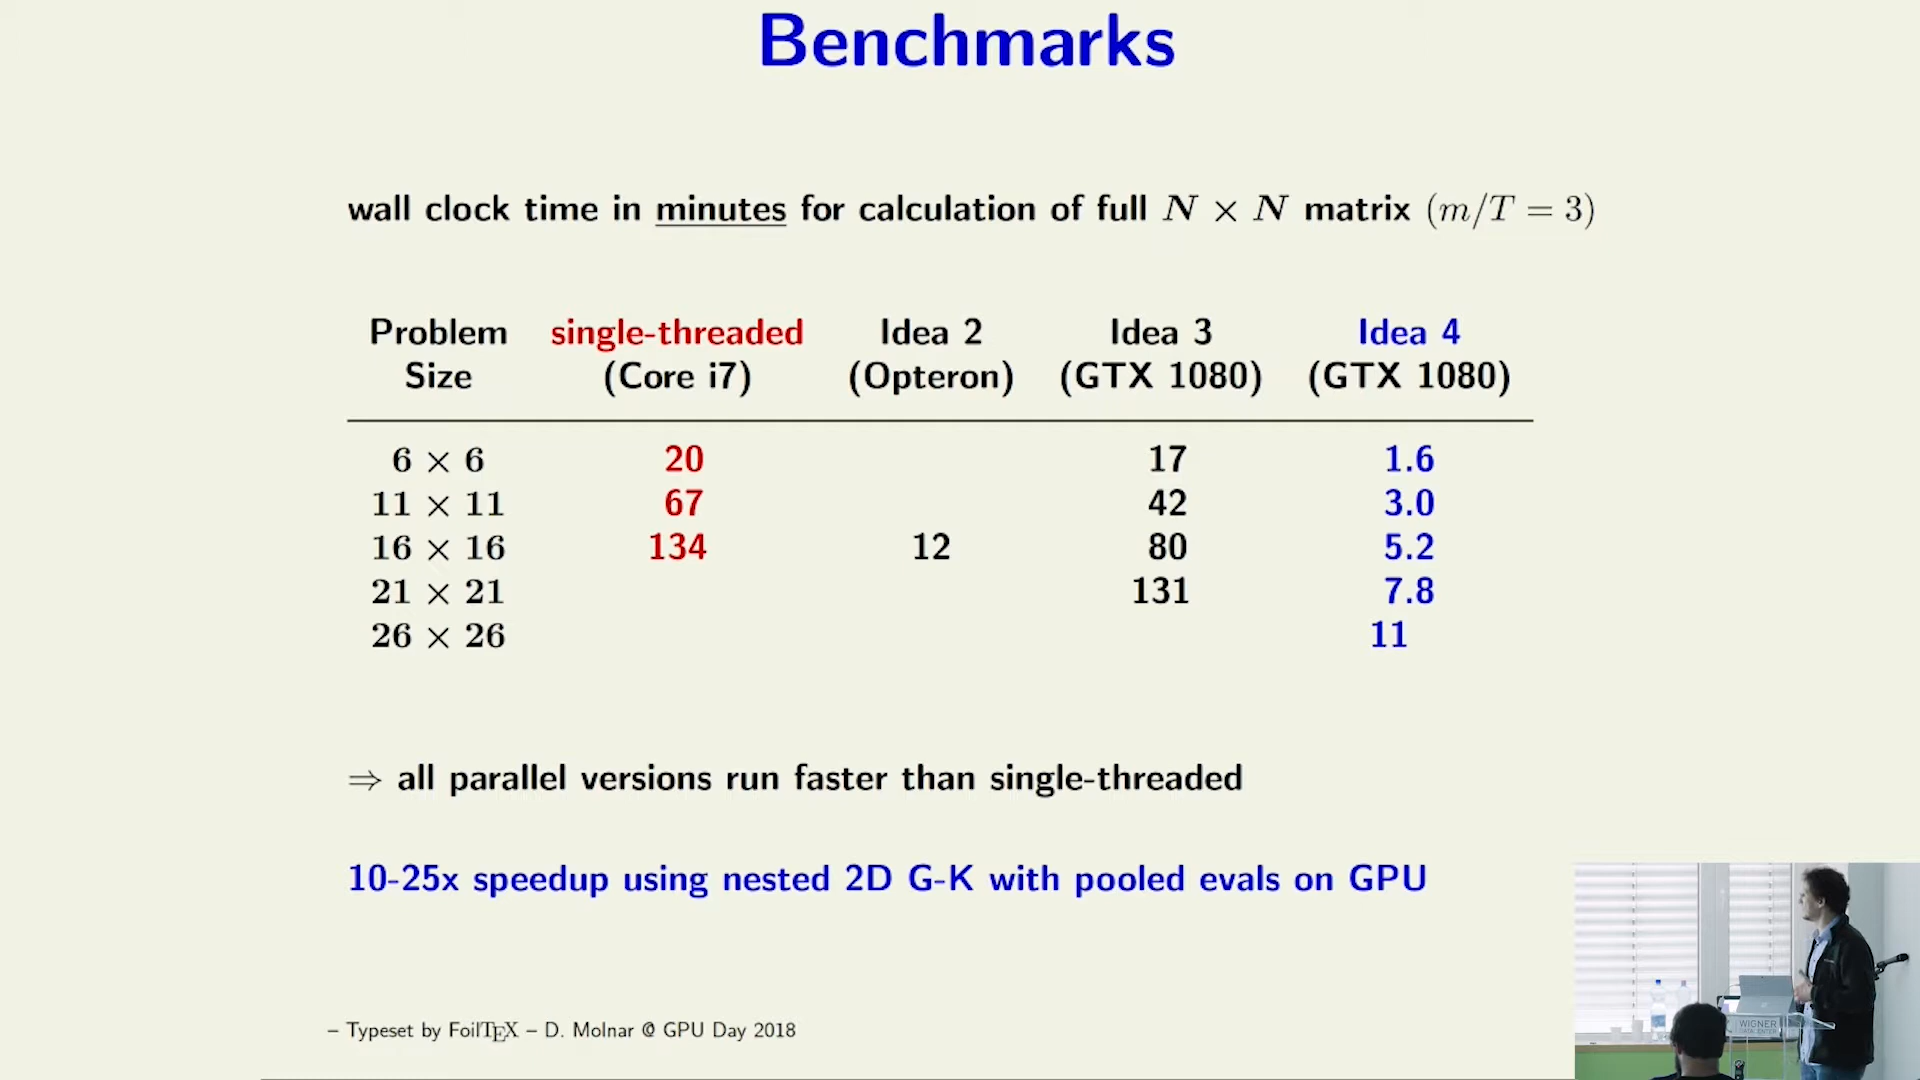 Benchmarks
wall clock time in minutes for calculation of full N × N matrix (m/T = 3)
Problem Size single-threaded (Core i7) Idea 2 (Opteron) Idea 3 (GTX 1080) Idea 4 (GTX 1080)
6 × 6 20 17 1.6
11 × 11 67 42 3.0
16 × 16 134 12 80 5.2
21 × 21 131 7.8
26 × 26 11
⇒ all parallel versions run faster than single-threaded
10-25x speedup using nested 2D G-K with pooled evals on GPU
– Typeset by FoilTEX – D. Molnar @ GPU Day 2018
WIGNER
DATA CENTER